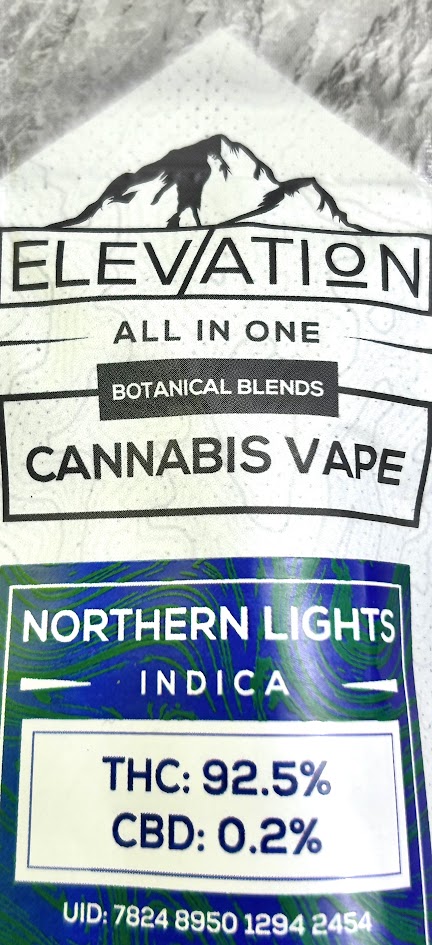 ELEVATION
ALL IN ONE
BOTANICAL BLENDS
CANNABIS VAPE
NORTHERN LIGHTS
INDICA
THC: 92.5%
CBD: 0.2%
UID: 7824 8950 1294 2454